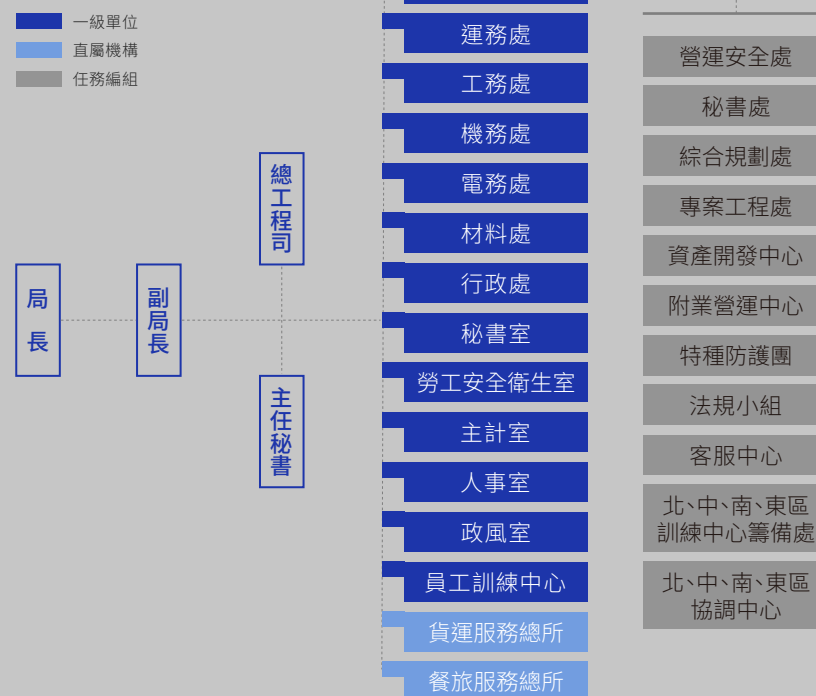 一級單位
直屬機構
任務編組
局長
副局長
總工程司
主任秘書
運務處
工務處
機務處
電務處
材料處
行政處
秘書室
勞工安全衛生室
主計室
人事室
政風室
員工訓練中心
貨運服務總所
餐旅服務總所
營運安全處
秘書處
綜合規劃處
專案工程處
資產開發中心
附業營運中心
特種防護團
法規小組
客服中心
北、中、南、東區
訓練中心籌備處
北、中、南、東區
協調中心